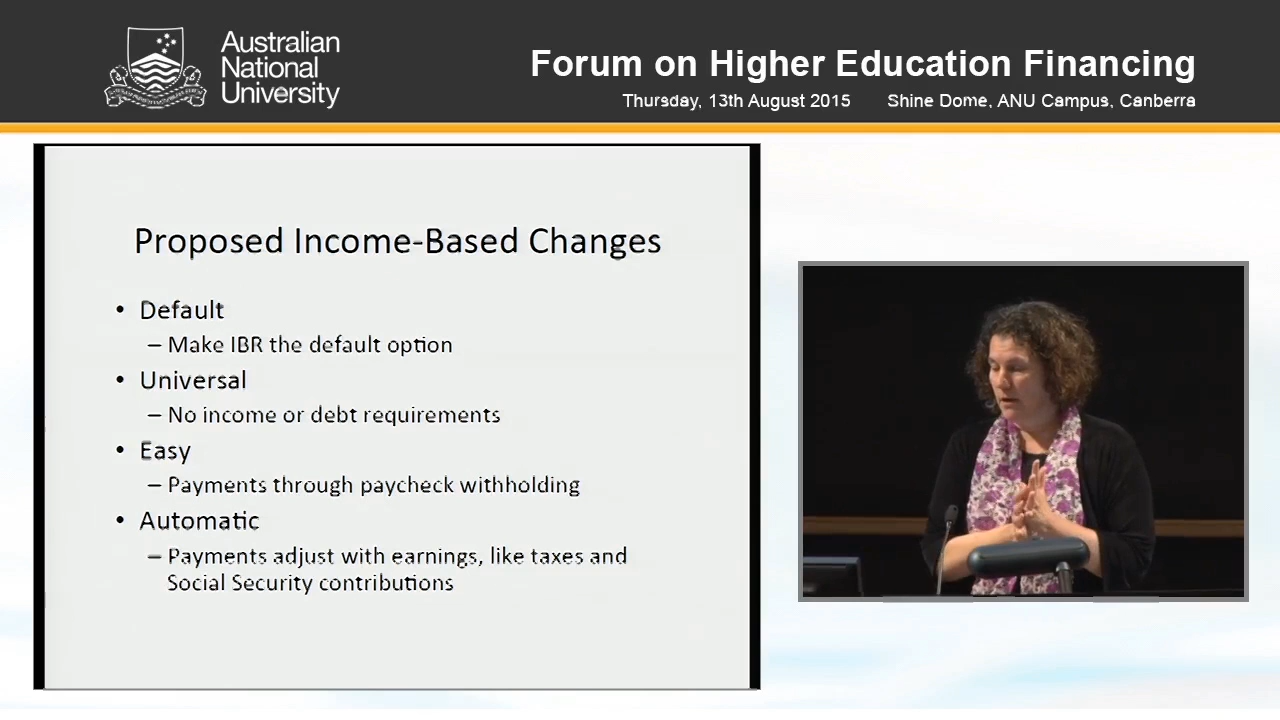 Australian
National
University
Forum on Higher Education Financing
Thursday, 13th August 2015 Shine Dome, ANU Campus, Canberra
Proposed Income-Based Changes
• Default
– Make IBR the default option
• Universal
– No income or debt requirements
• Easy
– Payments through paycheck withholding
• Automatic
– Payments adjust with earnings, like taxes and
Social Security contributions